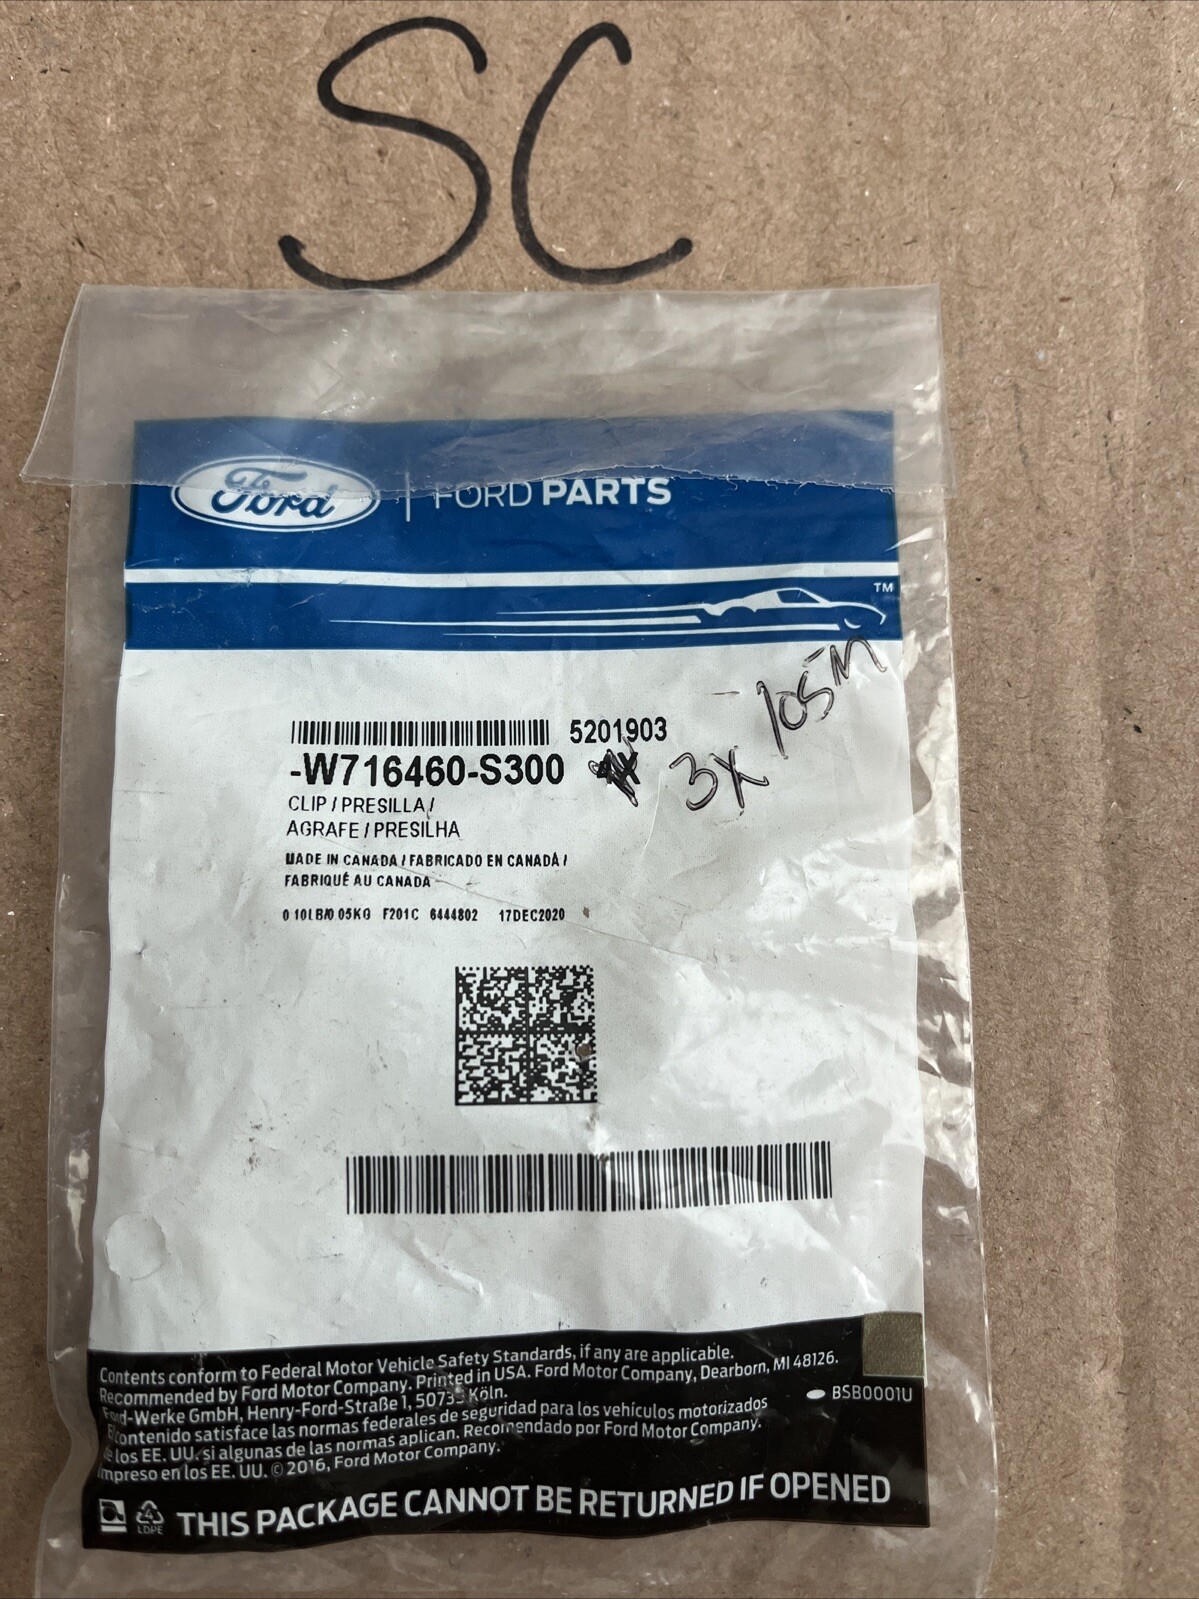 SC
Ford FORD PARTS
TM
5201903
-W716460-S300 3X 105 M
CLIP / PRESILLA /
AGRAFE / PRESILHA
MADE IN CANADA / FABRICADO EN CANADÁ /
FABRIQUÉ AU CANADA
0.10LB/0.05KG F201C 6444802 17DEC2020
Contents conform to Federal Motor Vehicle Safety Standards, if any are applicable.
Recommended by Ford Motor Company. Printed in USA. Ford Motor Company, Dearborn, MI 48126.
Ford-Werke GmbH, Henry-Ford-Straße 1, 50735 Köln.
El contenido satisface las normas federales de seguridad para los vehículos motorizados
de los EE. UU. si algunas de las normas aplican. Recomendado por Ford Motor Company.
Impreso en los EE. UU. © 2016, Ford Motor Company.
BSB0001U
4
LDPE
THIS PACKAGE CANNOT BE RETURNED IF OPENED